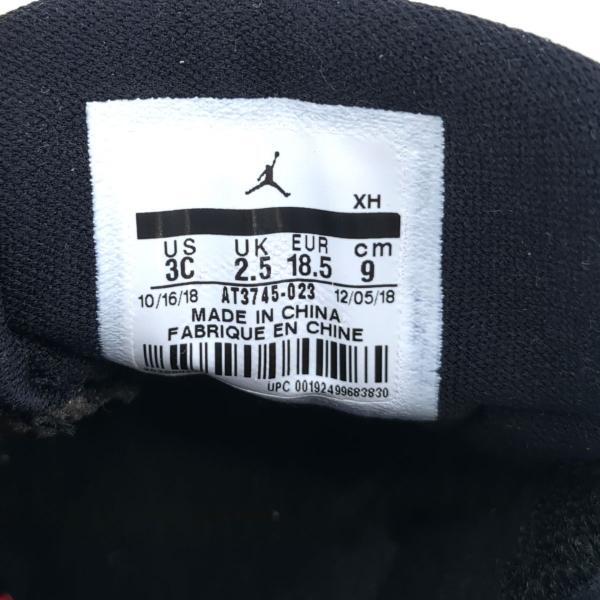 XH
US UK EUR cm
3C 2.5 18.5 9
10/16/18 AT3745-023 12/05/18
MADE IN CHINA
FABRIQUE EN CHINE
UPC 00192499683830